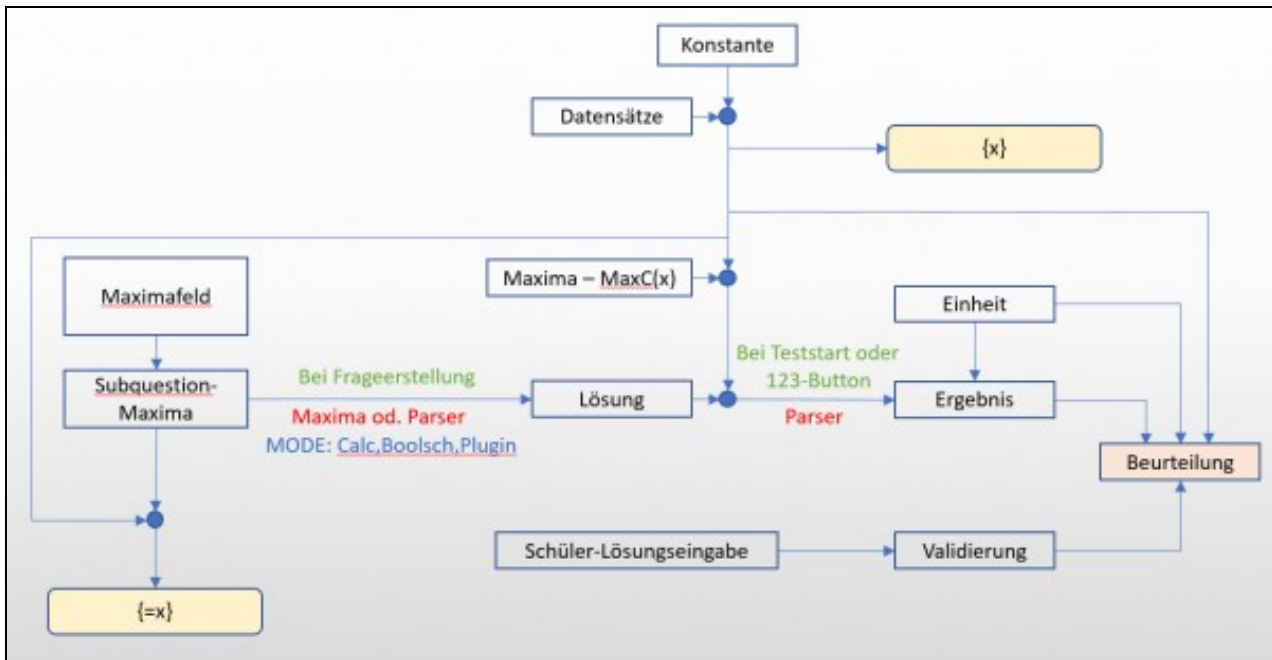 Konstante
Datensätze
{x}
Maxima – MaxC(x)
Maximafeld
Einheit
Bei Teststart oder
123-Button
Subquestion-
Maxima
Bei Frageerstellung
Lösung
Ergebnis
Maxima od. Parser
Parser
MODE: Calc,Boolsch,Plugin
Beurteilung
Schüler-Lösungseingabe
Validierung
{=x}